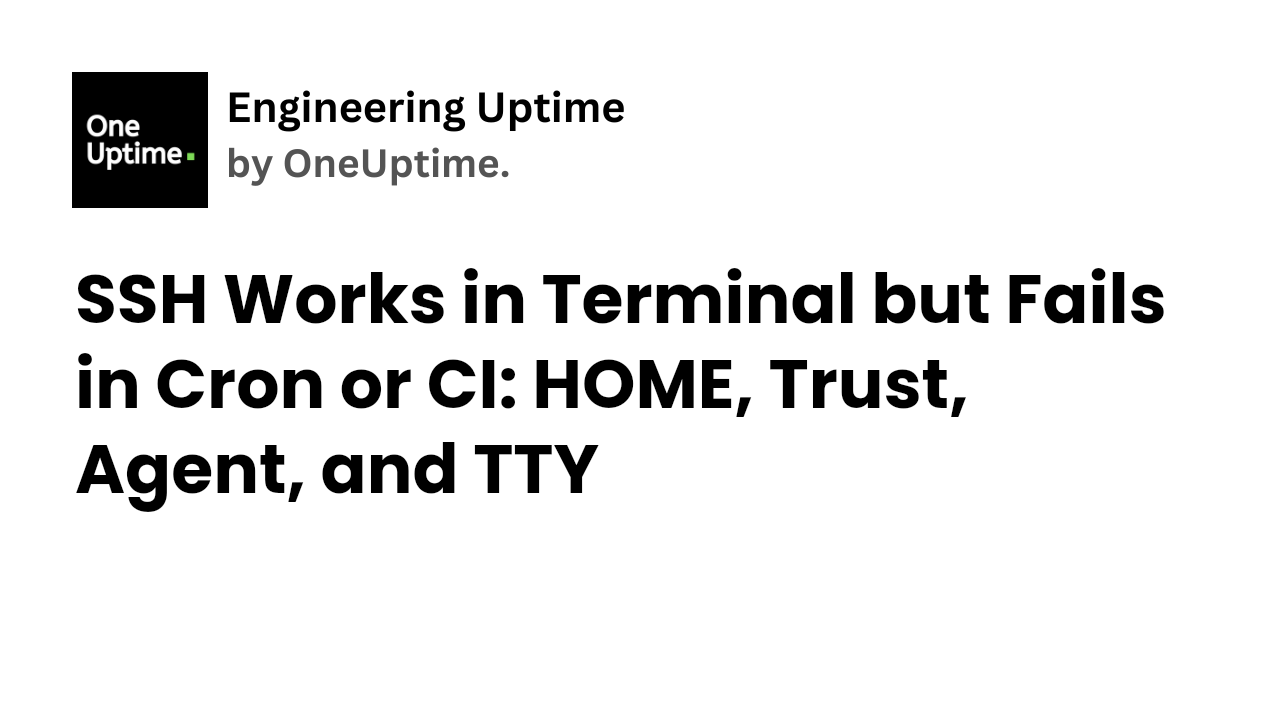 One
Uptime
Engineering Uptime
by OneUptime.
SSH Works in Terminal but Fails
in Cron or CI: HOME, Trust,
Agent, and TTY